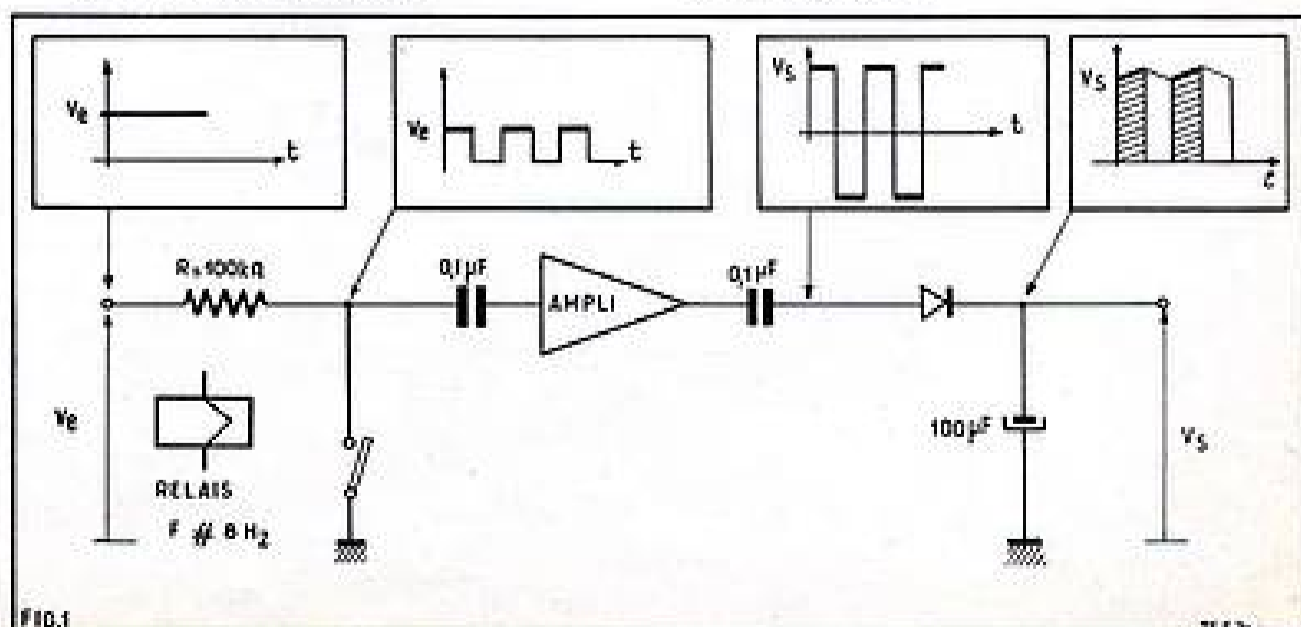 Ve
t
Ve
t
Vs
t
Vs
t
R=100kΩ
0,1µF
AMPLI
0,1µF
Ve
RELAIS
F # 8 Hz
100µF
Vs
FIG.1